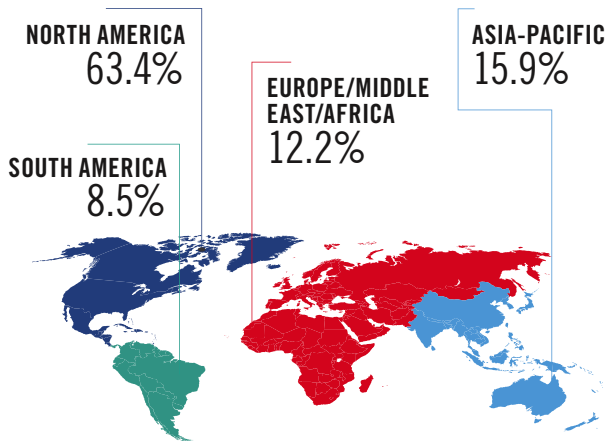 NORTH AMERICA
63.4%
SOUTH AMERICA
8.5%
EUROPE/MIDDLE
EAST/AFRICA
12.2%
ASIA-PACIFIC
15.9%